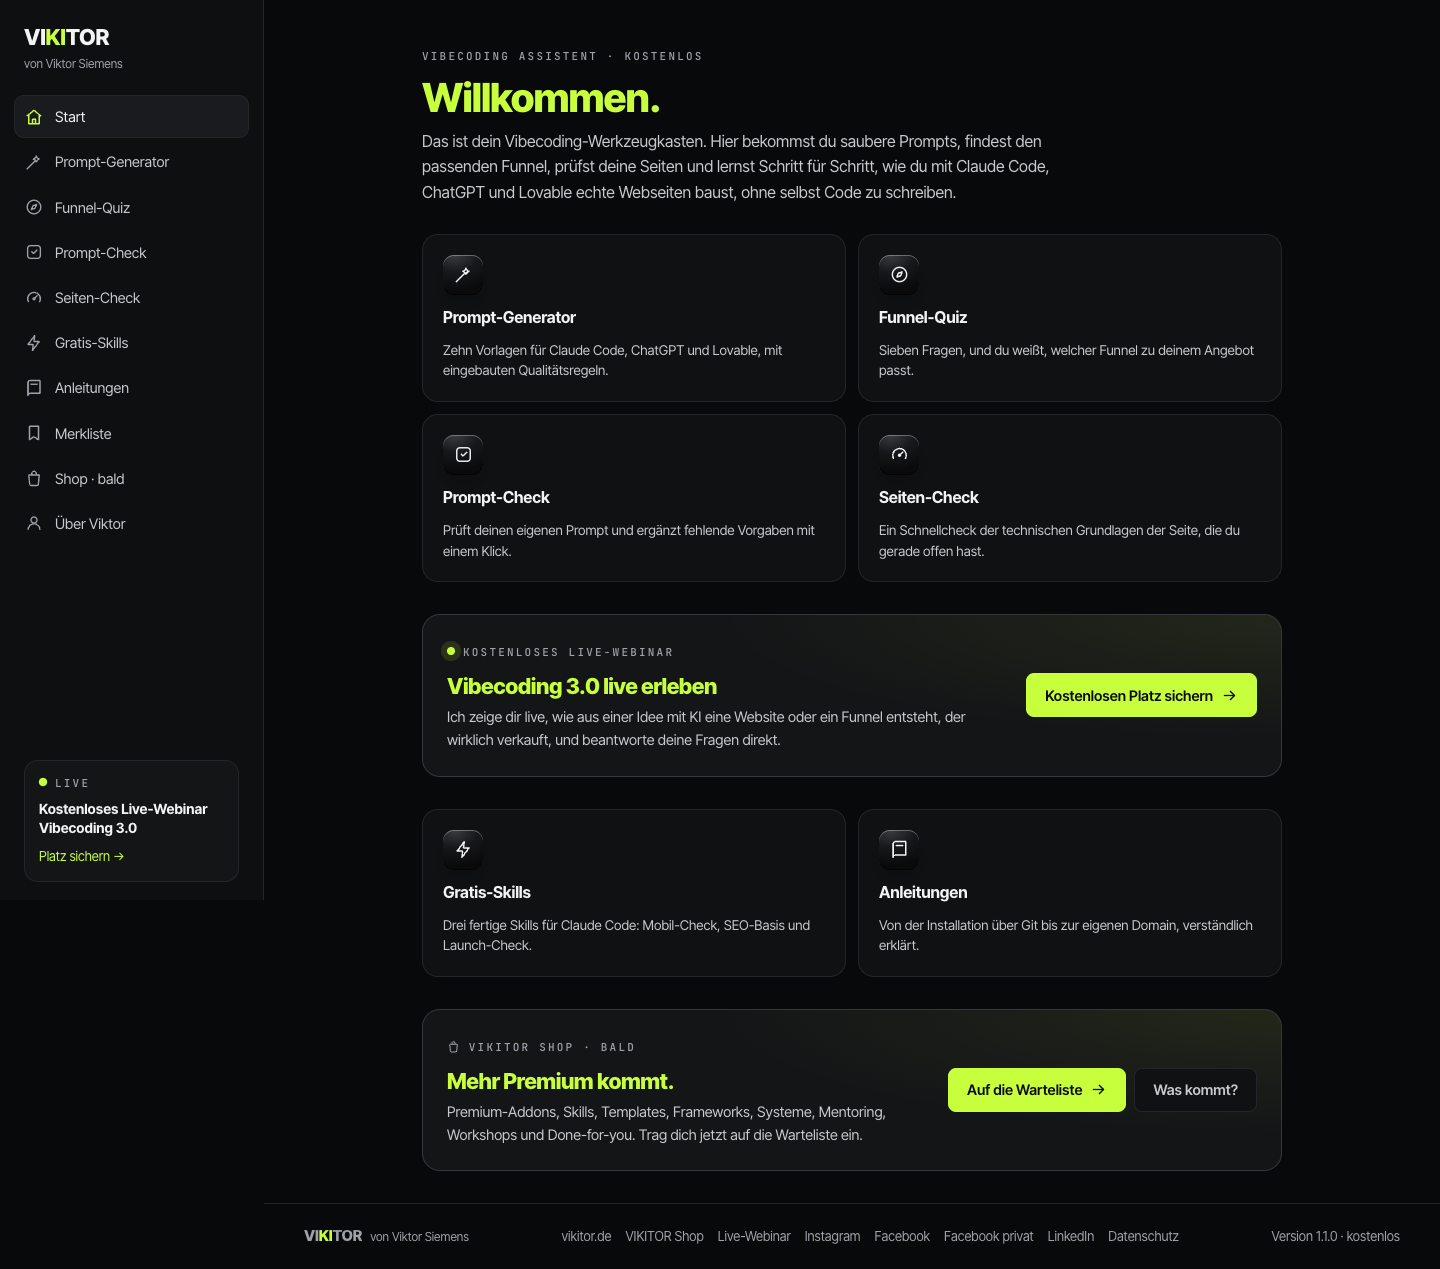 VIKITOR
von Viktor Siemens
Start
Prompt-Generator
Funnel-Quiz
Prompt-Check
Seiten-Check
Gratis-Skills
Anleitungen
Merkliste
Shop · bald
Über Viktor
LIVE
Kostenloses Live-Webinar
Vibecoding 3.0
Platz sichern →
VIBECODING ASSISTENT · KOSTENLOS
Willkommen.
Das ist dein Vibecoding-Werkzeugkasten. Hier bekommst du saubere Prompts, findest den
passenden Funnel, prüfst deine Seiten und lernst Schritt für Schritt, wie du mit Claude Code,
ChatGPT und Lovable echte Webseiten baust, ohne selbst Code zu schreiben.
Prompt-Generator
Zehn Vorlagen für Claude Code, ChatGPT und Lovable, mit
eingebauten Qualitätsregeln.
Funnel-Quiz
Sieben Fragen, und du weißt, welcher Funnel zu deinem Angebot
passt.
Prompt-Check
Prüft deinen eigenen Prompt und ergänzt fehlende Vorgaben mit
einem Klick.
Seiten-Check
Ein Schnellcheck der technischen Grundlagen der Seite, die du
gerade offen hast.
KOSTENLOSES LIVE-WEBINAR
Vibecoding 3.0 live erleben
Ich zeige dir live, wie aus einer Idee mit KI eine Website oder ein Funnel entsteht, der
wirklich verkauft, und beantworte deine Fragen direkt.
Kostenlosen Platz sichern →
Gratis-Skills
Drei fertige Skills für Claude Code: Mobil-Check, SEO-Basis und
Launch-Check.
Anleitungen
Von der Installation über Git bis zur eigenen Domain, verständlich
erklärt.
VIKITOR SHOP · BALD
Mehr Premium kommt.
Premium-Addons, Skills, Templates, Frameworks, Systeme, Mentoring,
Workshops und Done-for-you. Trag dich jetzt auf die Warteliste ein.
Auf die Warteliste →
Was kommt?
VIKITOR von Viktor Siemens
vikitor.de VIKITOR Shop Live-Webinar Instagram Facebook Facebook privat LinkedIn Datenschutz
Version 1.1.0 · kostenlos